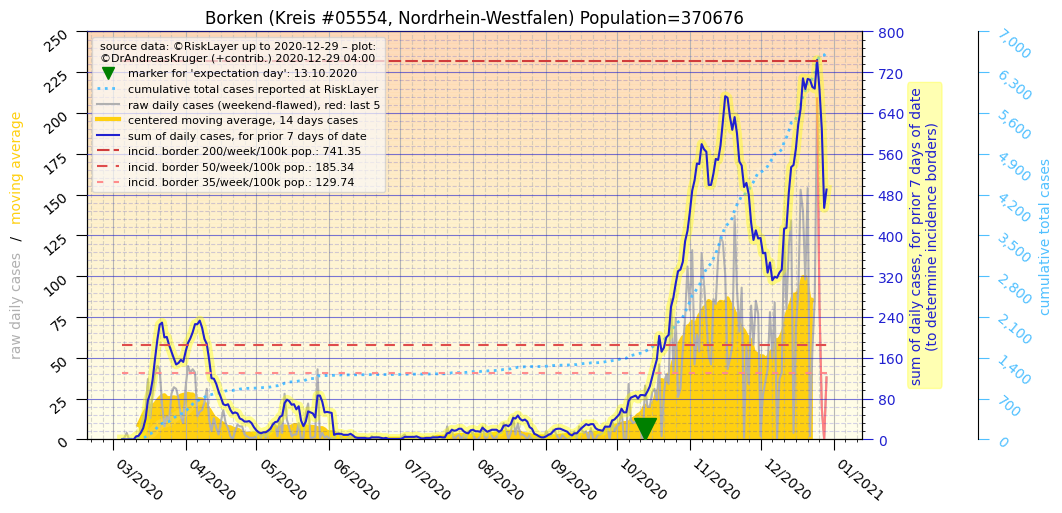 Borken (Kreis #05554, Nordrhein-Westfalen) Population=370676
source data: ©RiskLayer up to 2020-12-29 – plot:
©DrAndreasKruger (+contrib.) 2020-12-29 04:00
marker for 'expectation day': 13.10.2020
cumulative total cases reported at RiskLayer
raw daily cases (weekend-flawed), red: last 5
centered moving average, 14 days cases
sum of daily cases, for prior 7 days of date
incid. border 200/week/100k pop.: 741.35
incid. border 50/week/100k pop.: 185.34
incid. border 35/week/100k pop.: 129.74
raw daily cases / moving average
250
225
200
175
150
125
100
75
50
25
0
800
720
640
560
480
400
320
240
160
80
0
sum of daily cases, for prior 7 days of date
(to determine incidence borders)
7,000
6,300
5,600
4,900
4,200
3,500
2,800
2,100
1,400
700
0
cumulative total cases
03/2020
04/2020
05/2020
06/2020
07/2020
08/2020
09/2020
10/2020
11/2020
12/2020
01/2021